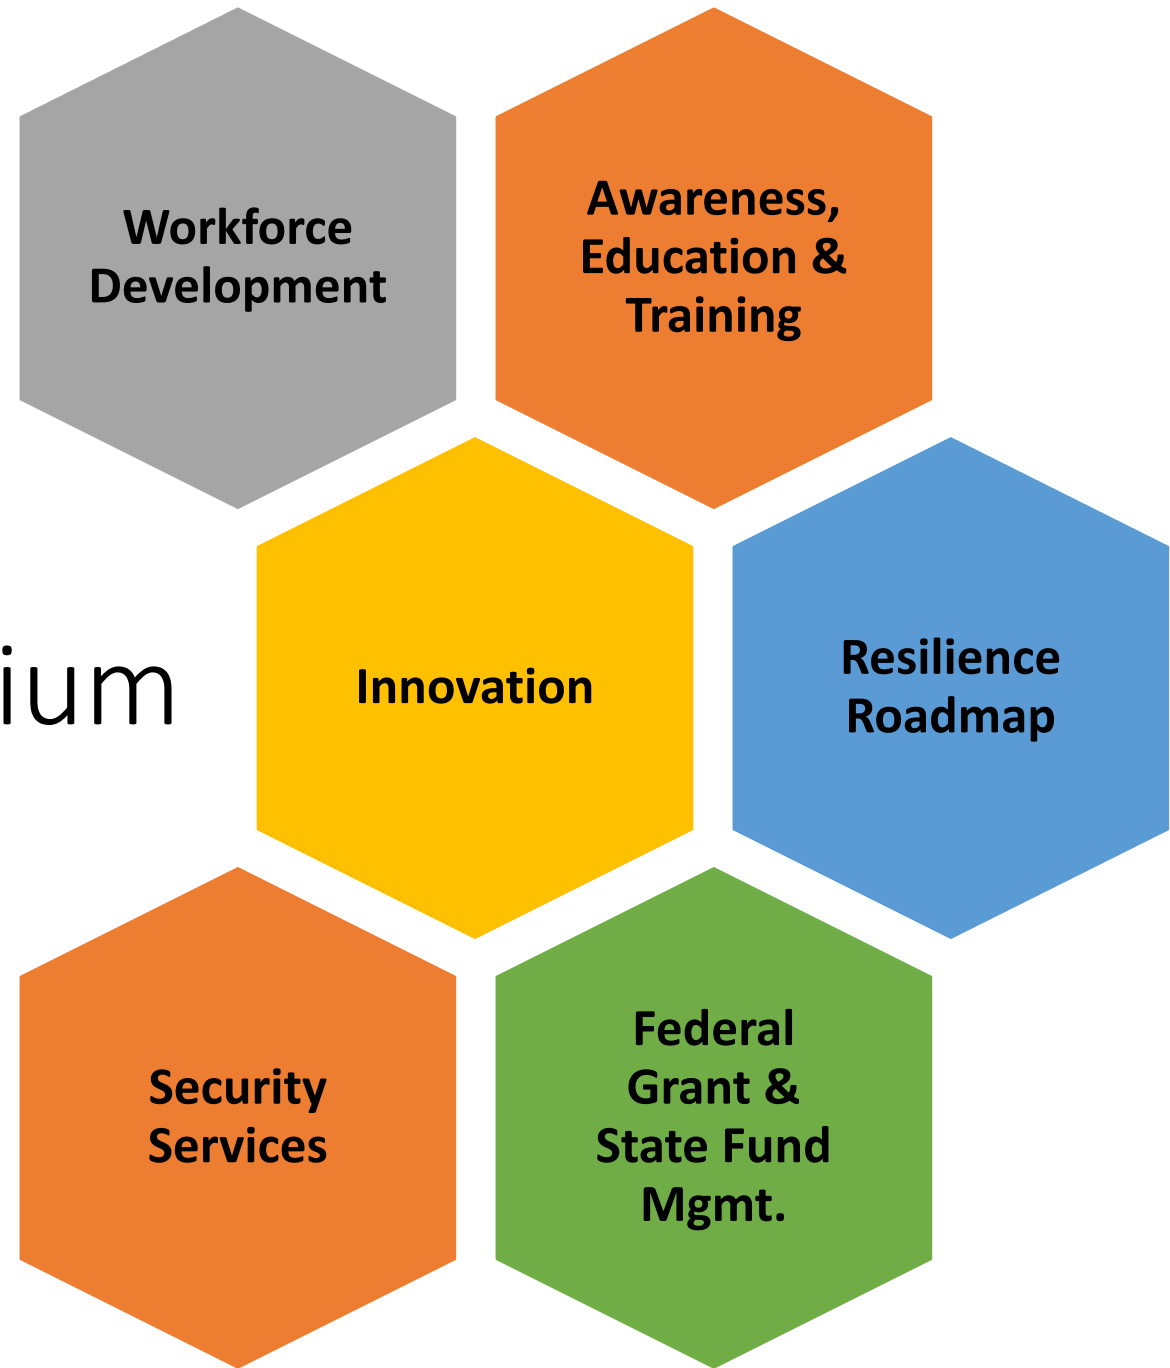 Workforce
Development
Awareness,
Education &
Training
ium
Innovation
Resilience
Roadmap
Security
Services
Federal
Grant &
State Fund
Mgmt.